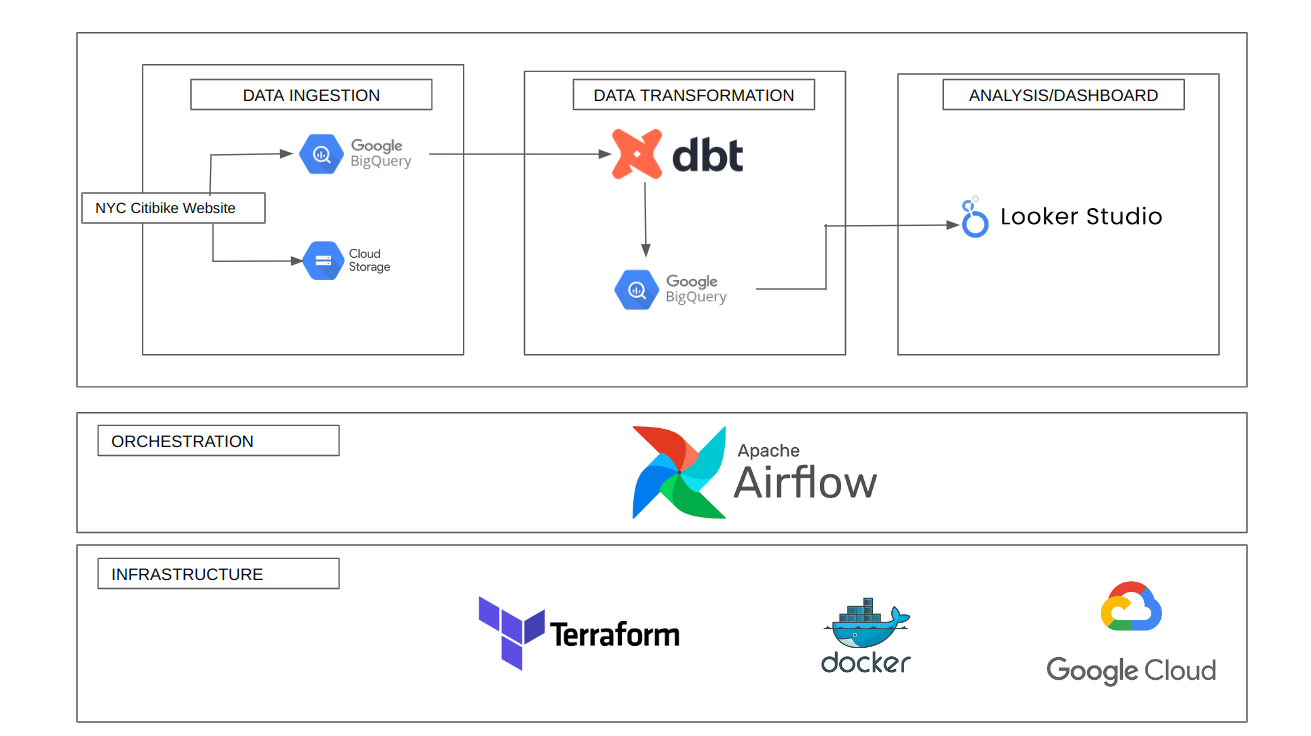 DATA INGESTION
Google
BigQuery
NYC Citibike Website
Cloud
Storage
DATA TRANSFORMATION
dbt
Google
BigQuery
ANALYSIS/DASHBOARD
Looker Studio
ORCHESTRATION
Apache
Airflow
INFRASTRUCTURE
Terraform
docker
Google Cloud